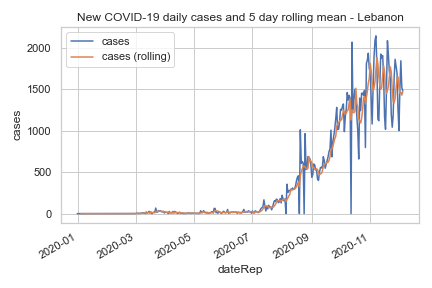 New COVID-19 daily cases and 5 day rolling mean - Lebanon
cases
cases (rolling)
2000
1500
1000
500
0
cases
2020-01
2020-03
2020-05
2020-07
2020-09
2020-11
dateRep